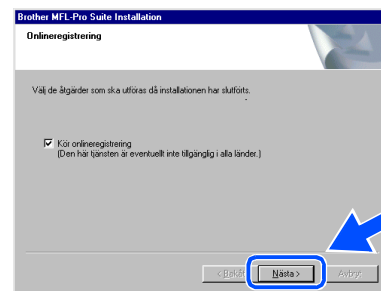 Brother MFL-Pro Suite Installation
Onlineregistrering
Välj de åtgärder som ska utföras då installationen har slutförts.
Kör onlineregistrering
(Den här tjänsten är eventuellt inte tillgänglig i alla länder.)
< Bakåt
Nästa >
Avbryt